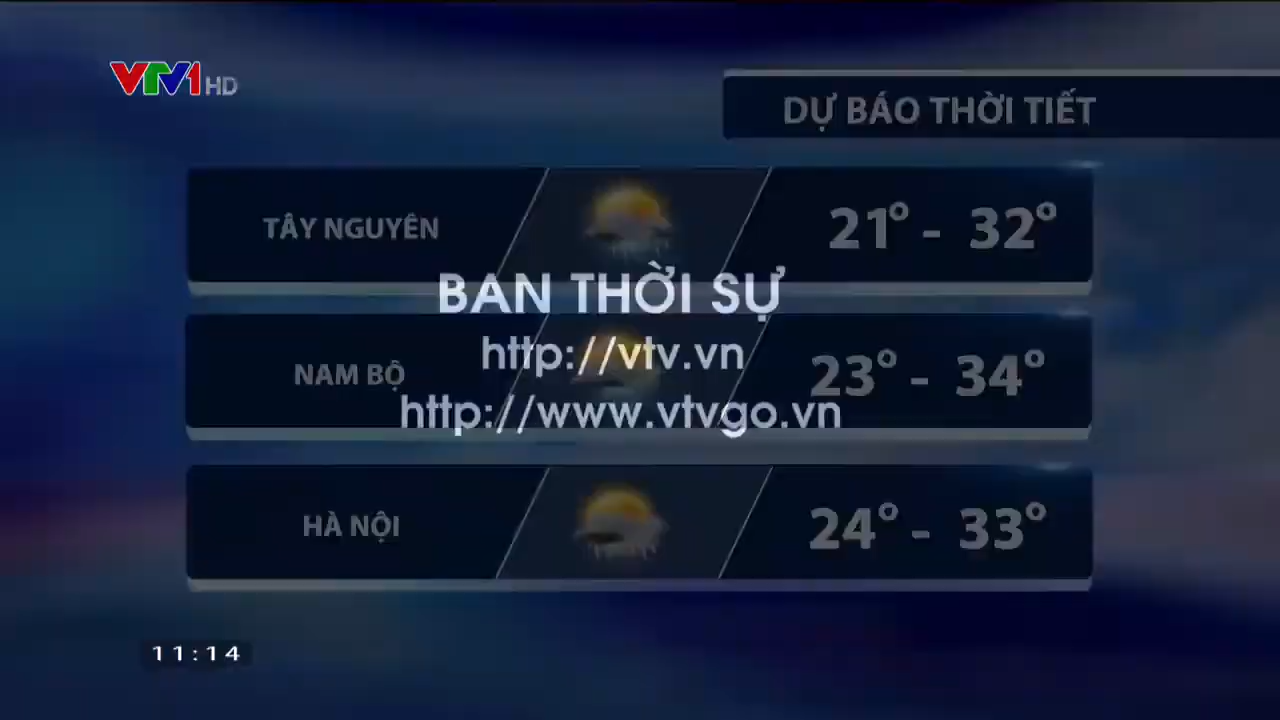 VTV1 HD
DỰ BÁO THỜI TIẾT
TÂY NGUYÊN 21° - 32°
BAN THỜI SỰ
http://vtv.vn
NAM BỘ 23° - 34°
http://www.vtvgo.vn
HÀ NỘI 24° - 33°
11:14